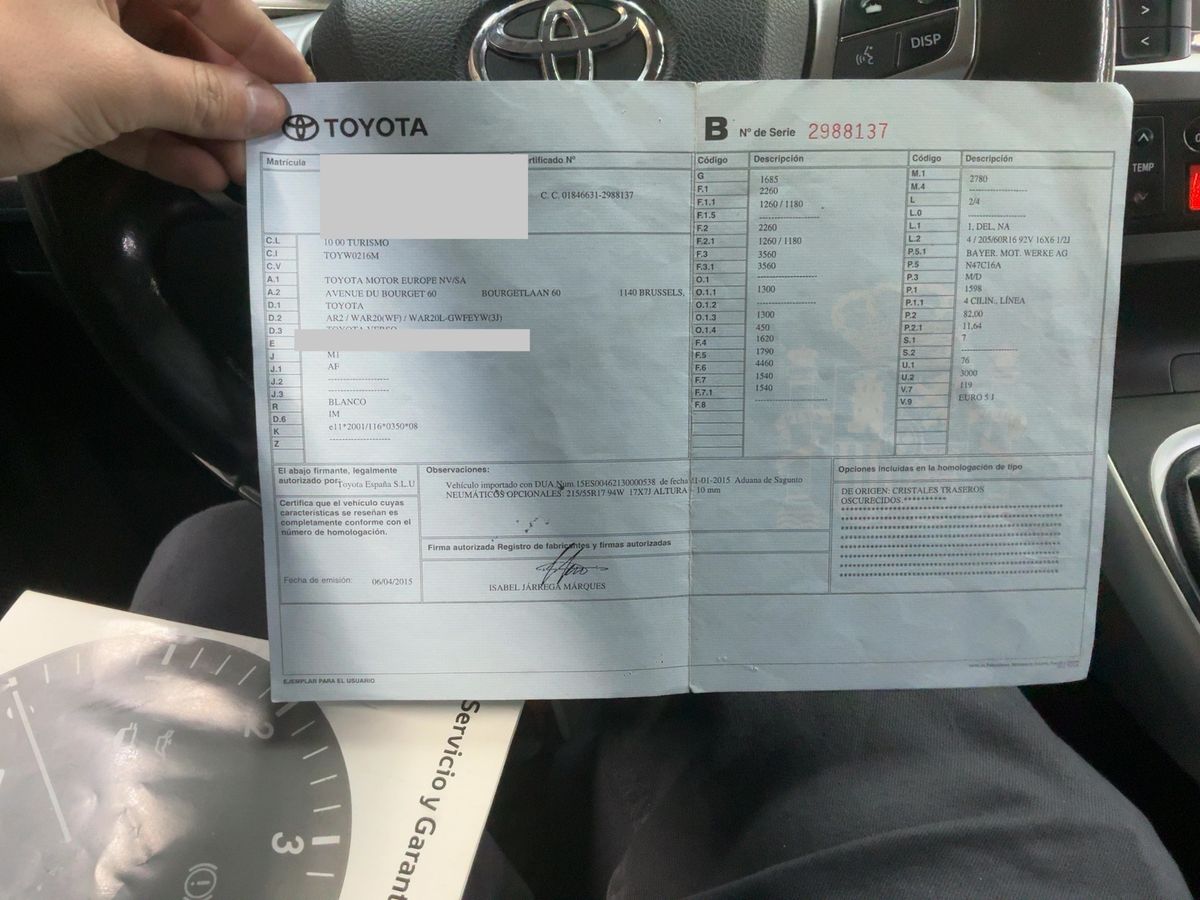 DISP
TEMP
TOYOTA
B Nº de Serie 2988137
Matrícula
ertificado Nº
C. C. 01846631-2988137
C.L 10 00 TURISMO
C.I TOYW0216M
C.V
A.1 TOYOTA MOTOR EUROPE NV/SA
A.2 AVENUE DU BOURGET 60 BOURGETLAAN 60 1140 BRUSSELS,
D.1 TOYOTA
D.2 AR2 / WAR20(WF) / WAR20L-GWFEYW(3J)
D.3 TOYOTA VERSO
E
J M1
J.1 AF
J.2 --------------------
J.3 --------------------
R BLANCO
D.6 IM
K e11*2001/116*0350*08
Z --------------------
Código Descripción
G 1685
F.1 2260
F.1.1 1260 / 1180
F.1.5 --------------------
F.2 2260
F.2.1 1260 / 1180
F.3 3560
F.3.1 3560
O.1 --------------------
O.1.1 1300
O.1.2 --------------------
O.1.3 1300
O.1.4 450
F.4 1620
F.5 1790
F.6 4460
F.7 1540
F.7.1 1540
F.8 --------------------
Código Descripción
M.1 2780
M.4 --------------------
L 2/4
L.0 --------------------
L.1 1, DEL, NA
L.2 4 / 205/60R16 92V 16X6 1/2J
P.5.1 BAYER. MOT. WERKE AG
P.5 N47C16A
P.3 M/D
P.1 1598
P.1.1 4 CILIN., LÍNEA
P.2 82,00
P.2.1 11,64
S.1 7
S.2 --------------------
U.1 76
U.2 3000
V.7 119
V.9 EURO 5 J
El abajo firmante, legalmente
autorizado por Toyota España S.L.U
Certifica que el vehículo cuyas
características se reseñan es
completamente conforme con el
número de homologación.
Fecha de emisión: 06/04/2015
Observaciones:
Vehículo importado con DUA Num.15ES00462130000538 de fecha 11-01-2015 Aduana de Sagunto
NEUMÁTICOS OPCIONALES: 215/55R17 94W 17X7J ALTURA - 10 mm
Firma autorizada Registro de fabricantes y firmas autorizadas
ISABEL JÁRREGA MÁRQUES
Opciones incluidas en la homologación de tipo
DE ORIGEN: CRISTALES TRASEROS
OSCURECIDOS **********
EJEMPLAR PARA EL USUARIO
Servicio y Garant
2
3